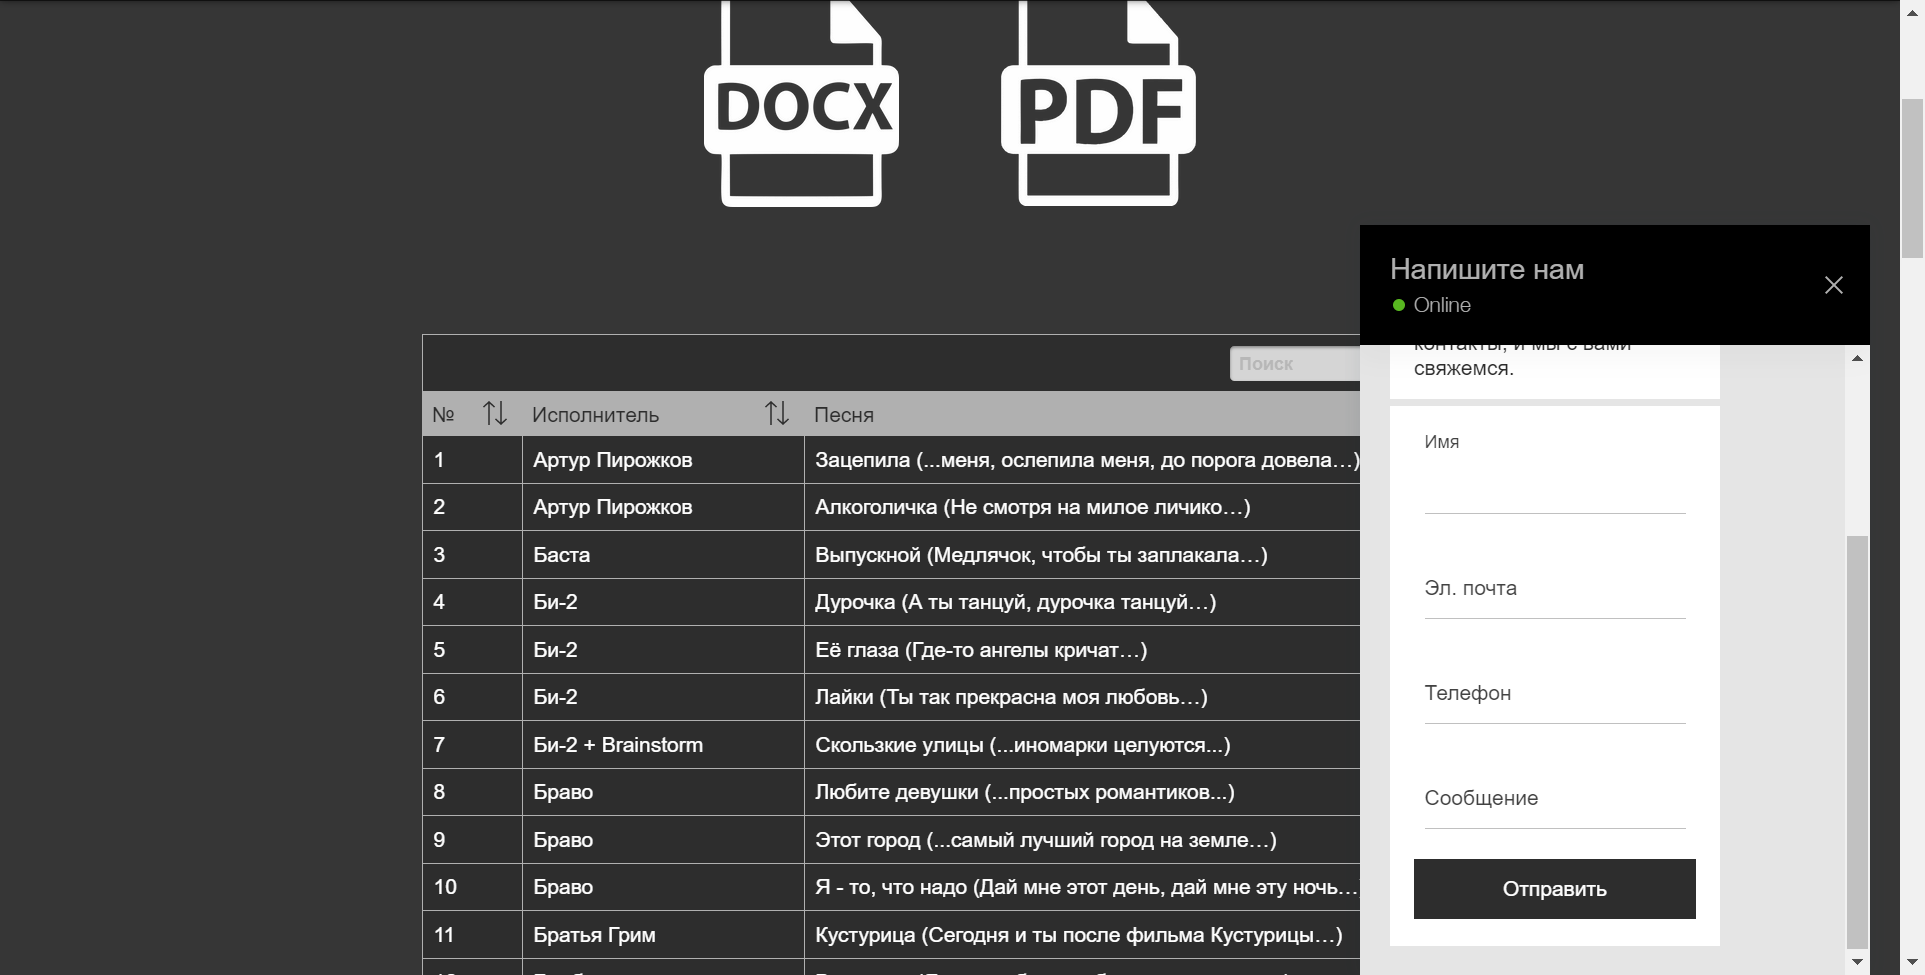 DOCX PDF
Напишите нам
Online
контакты, и мы с вами
свяжемся.
Поиск
№ Исполнитель Песня
1 Артур Пирожков Зацепила (...меня, ослепила меня, до порога довела…)
2 Артур Пирожков Алкоголичка (Не смотря на милое личико…)
3 Баста Выпускной (Медлячок, чтобы ты заплакала…)
4 Би-2 Дурочка (А ты танцуй, дурочка танцуй…)
5 Би-2 Её глаза (Где-то ангелы кричат…)
6 Би-2 Лайки (Ты так прекрасна моя любовь…)
7 Би-2 + Brainstorm Скользкие улицы (...иномарки целуются...)
8 Браво Любите девушки (...простых романтиков...)
9 Браво Этот город (...самый лучший город на земле…)
10 Браво Я - то, что надо (Дай мне этот день, дай мне эту ночь…
11 Братья Грим Кустурица (Сегодня и ты после фильма Кустурицы…)
Имя
Эл. почта
Телефон
Сообщение
Отправить